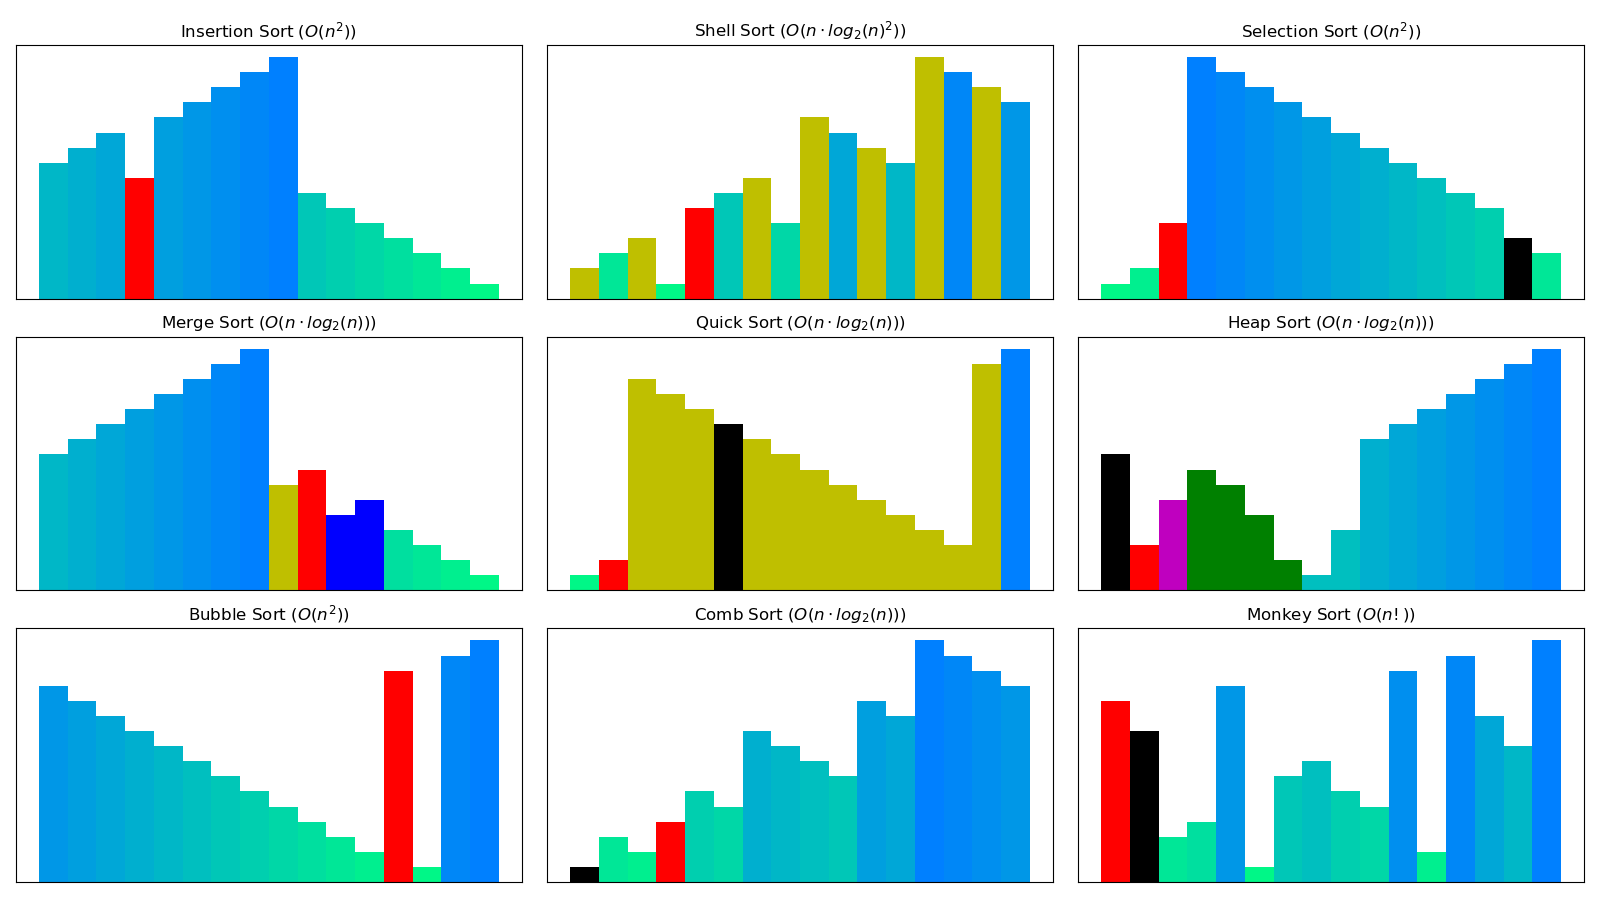 Insertion Sort (O(n²))
Shell Sort (O(n · log₂(n)²))
Selection Sort (O(n²))
Merge Sort (O(n · log₂(n)))
Quick Sort (O(n · log₂(n)))
Heap Sort (O(n · log₂(n)))
Bubble Sort (O(n²))
Comb Sort (O(n · log₂(n)))
Monkey Sort (O(n!))